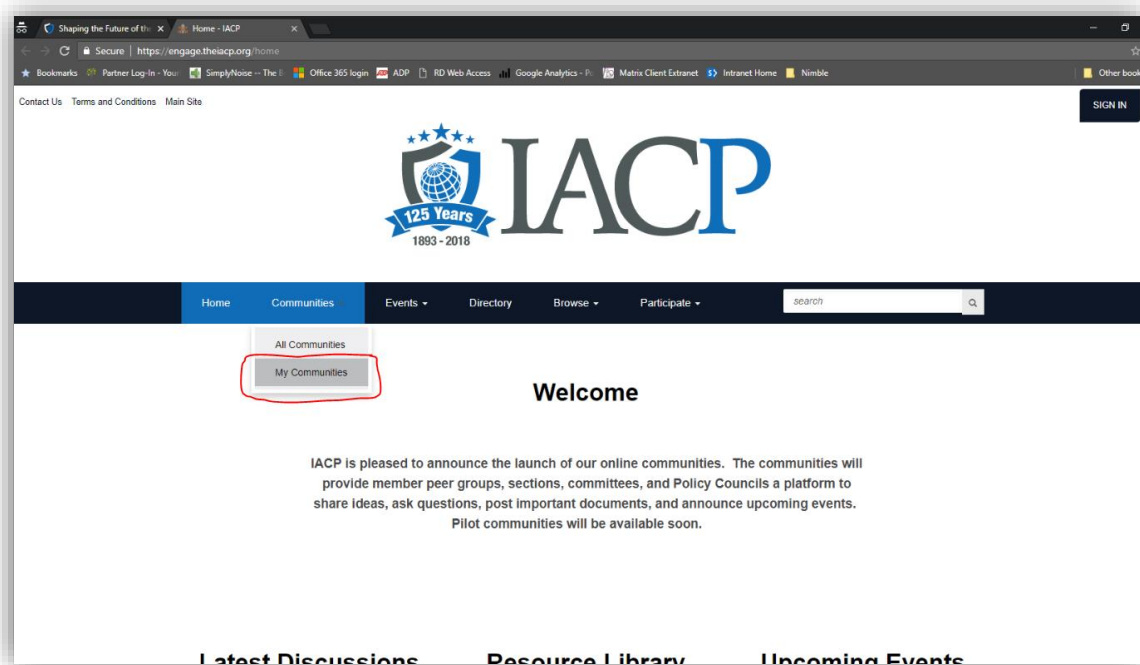 Shaping the Future of the
Home - IACP
Secure | https://engage.theiacp.org/home
Bookmarks Partner Log-In - You SimplyNoise -- The B Office 365 login ADP RD Web Access Google Analytics - P Matrix Client Extranet Intranet Home Nimble Other book
Contact Us Terms and Conditions Main Site
SIGN IN
125 Years
1893 - 2018
IACP
Home Communities Events Directory Browse Participate search
All Communities
My Communities
Welcome
IACP is pleased to announce the launch of our online communities. The communities will
provide member peer groups, sections, committees, and Policy Councils a platform to
share ideas, ask questions, post important documents, and announce upcoming events.
Pilot communities will be available soon.
Latest Discussions Resource Library Upcoming Events